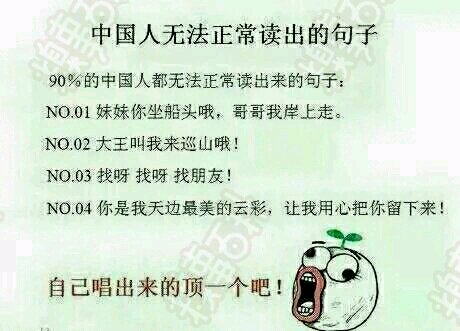 中国人无法正常读出的句子
90%的中国人都无法正常读出来的句子：
NO.01 妹妹你坐船头哦，哥哥我岸上走。
NO.02 大王叫我来巡山哦！
NO.03 找呀 找呀 找朋友！
NO.04 你是我天边最美的云彩，让我用心把你留下来！
自己唱出来的顶一个吧！